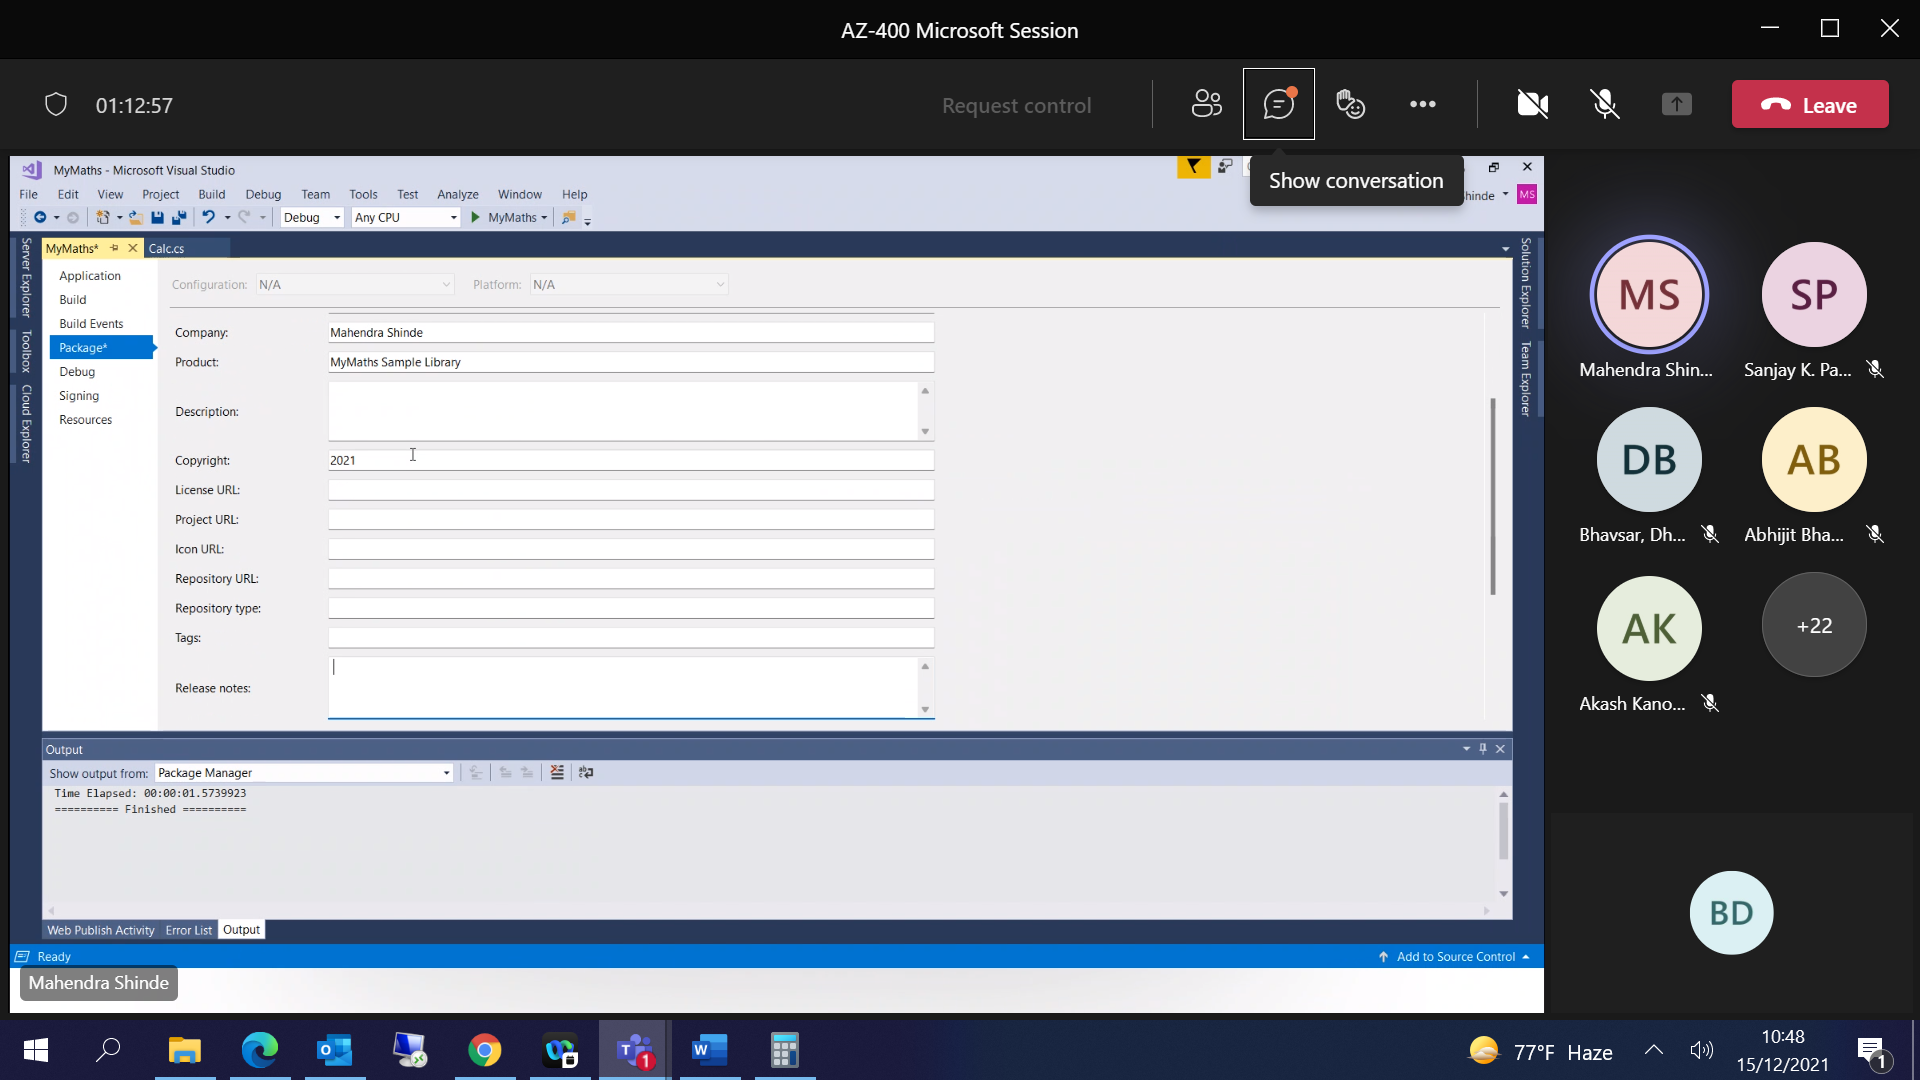 AZ-400 Microsoft Session
01:12:57
Request control
Leave
MyMaths - Microsoft Visual Studio
Show conversation
File Edit View Project Build Debug Team Tools Test Analyze Window Help
hinde MS
Debug Any CPU MyMaths
MyMaths* Calc.cs
Server Explorer
Toolbox
Cloud Explorer
Solution Explorer
Team Explorer
Application
Build
Build Events
Package*
Debug
Signing
Resources
Configuration: N/A Platform: N/A
Company: Mahendra Shinde
Product: MyMaths Sample Library
Description:
Copyright: 2021
License URL:
Project URL:
Icon URL:
Repository URL:
Repository type:
Tags:
Release notes:
Output
Show output from: Package Manager
Time Elapsed: 00:00:01.5739923
========== Finished ==========
Web Publish Activity Error List Output
Ready Add to Source Control
Mahendra Shinde
MS SP
Mahendra Shin... Sanjay K. Pa...
DB AB
Bhavsar, Dh... Abhijit Bha...
AK +22
Akash Kano...
BD
77°F Haze
10:48
15/12/2021
1
T 1
W
O
MS